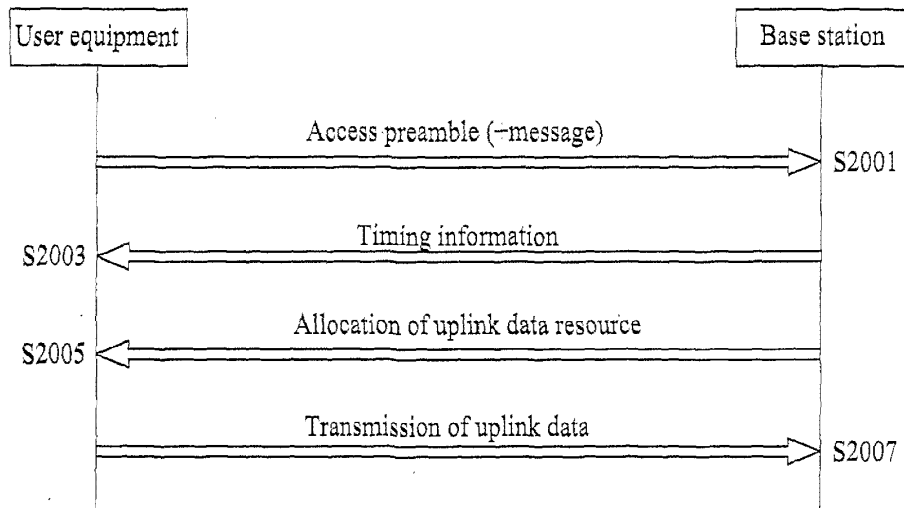 User equipment
Base station
Access preamble (-message)
S2001
Timing information
S2003
Allocation of uplink data resource
S2005
Transmission of uplink data
S2007